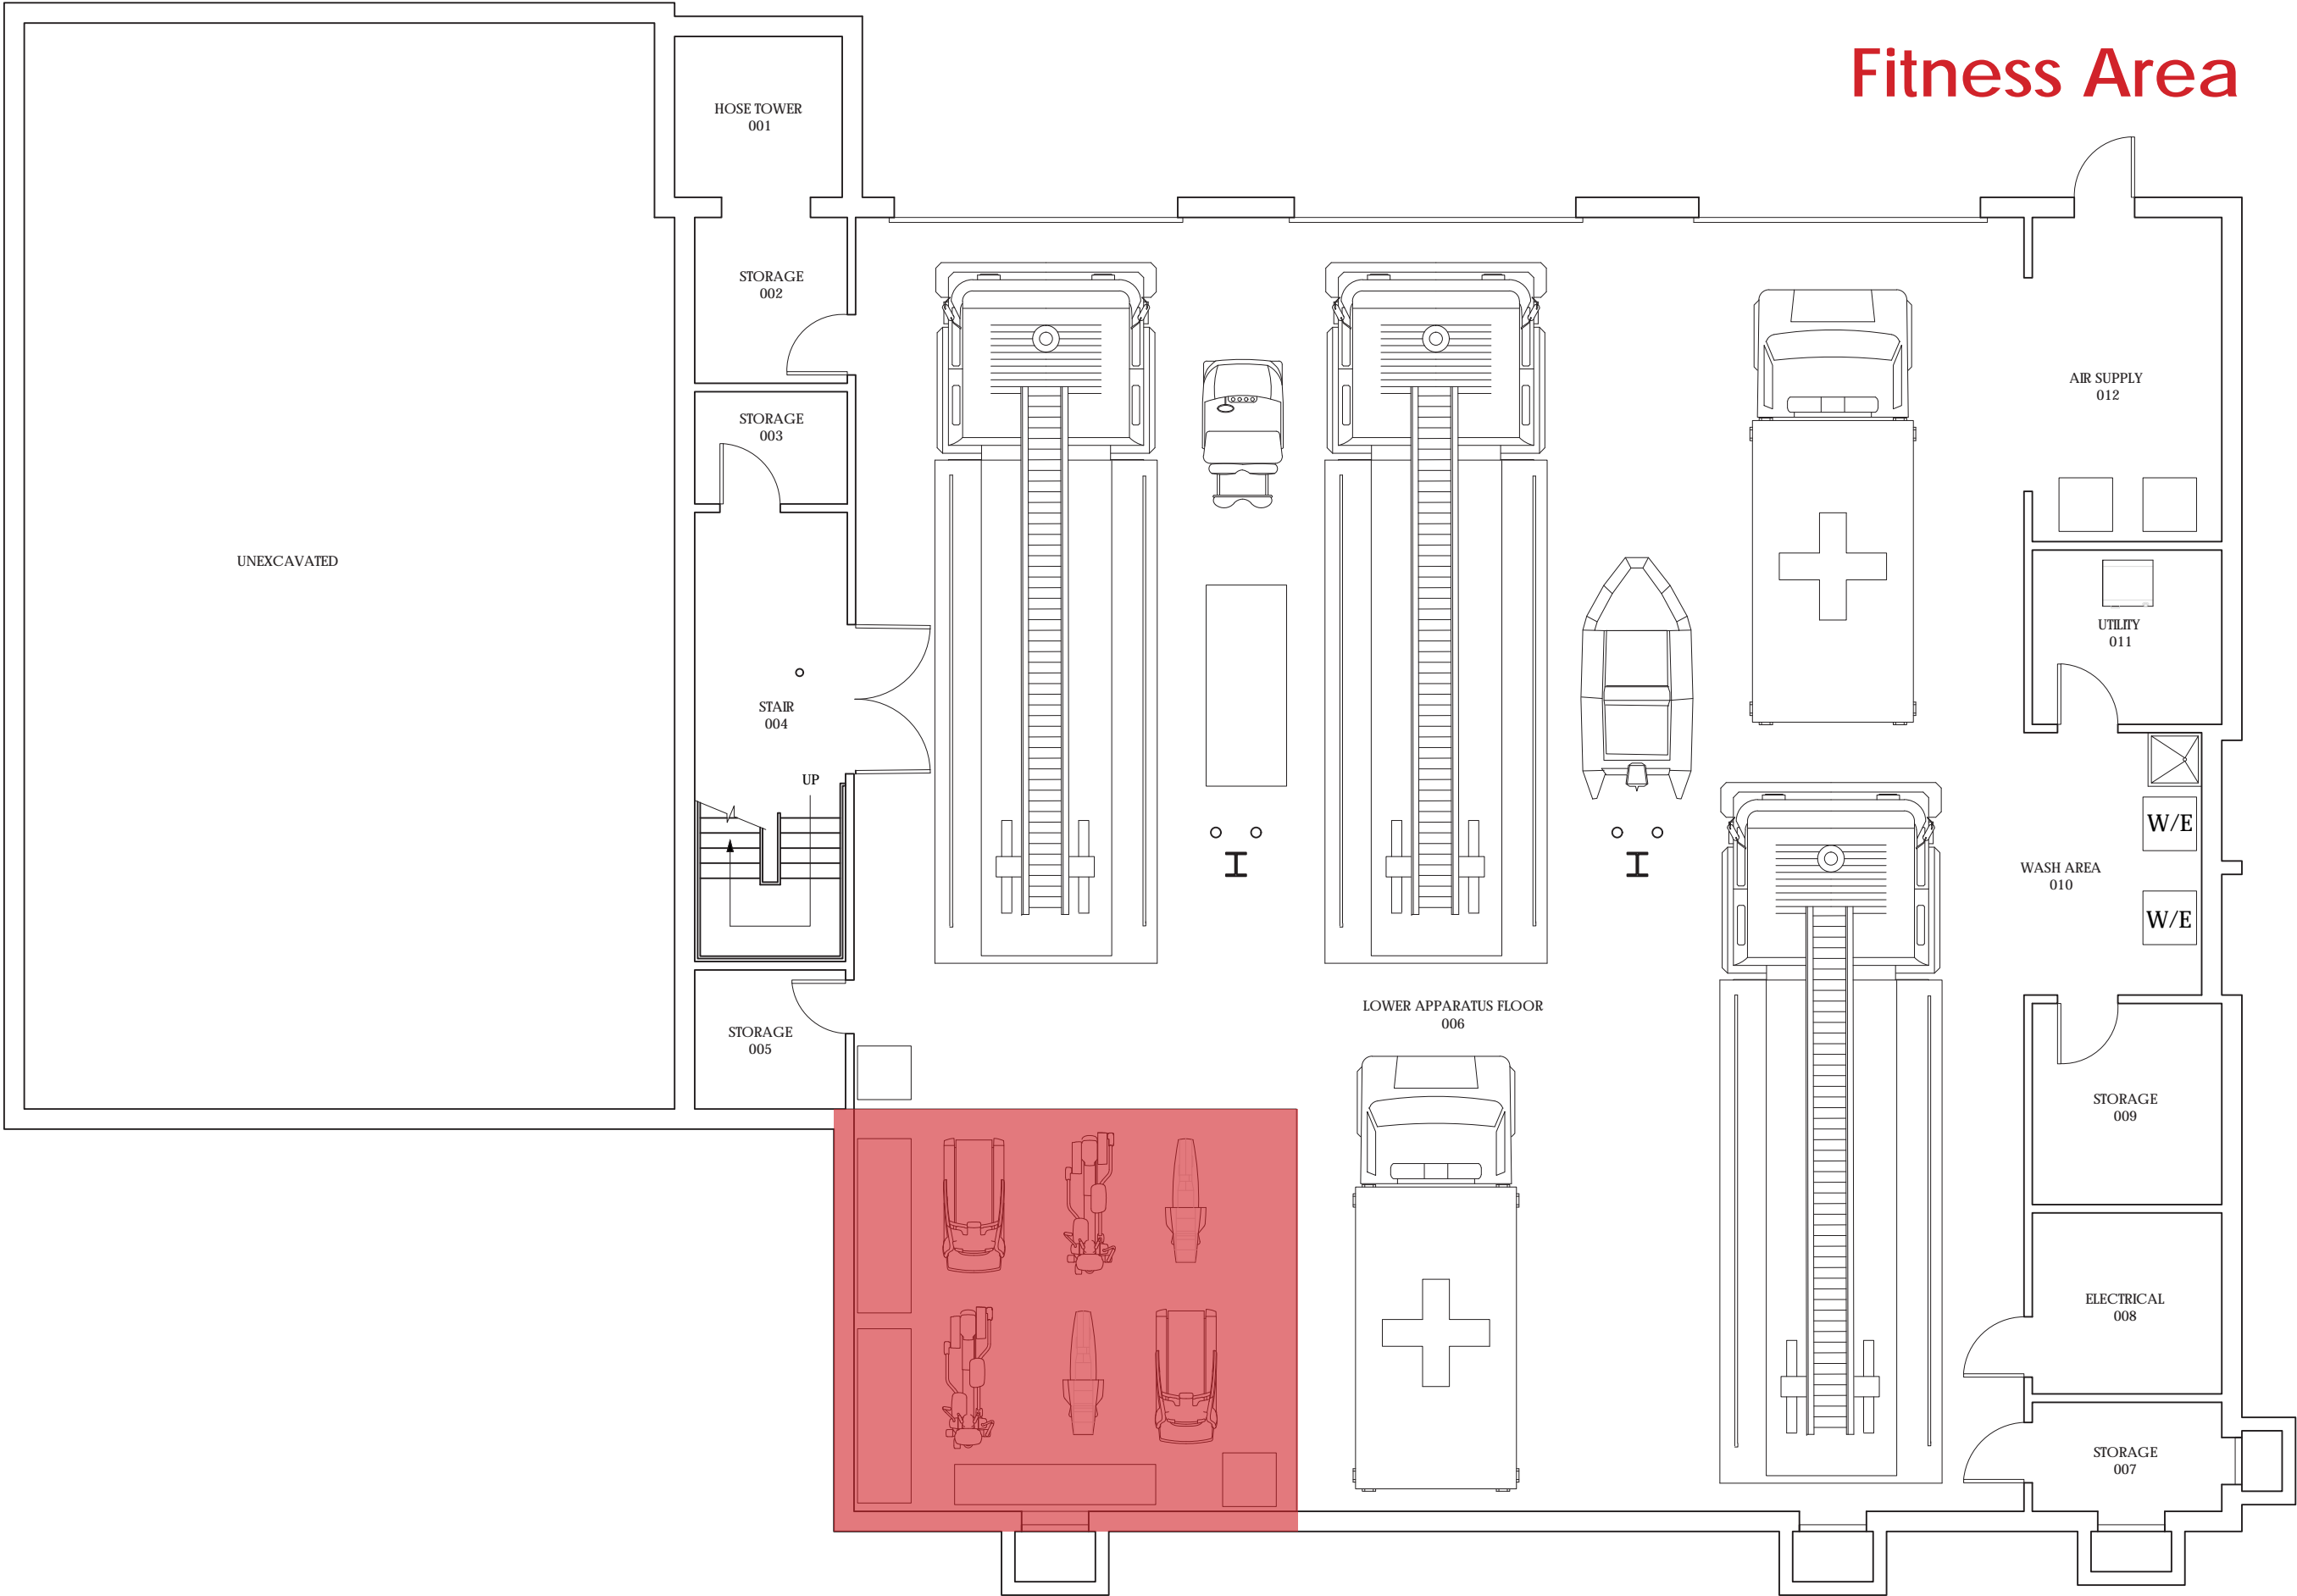 Fitness Area
HOSE TOWER
001
STORAGE
002
STORAGE
003
AIR SUPPLY
012
UNEXCAVATED
UTILITY
011
STAIR
004
UP
W/E
WASH AREA
010
W/E
LOWER APPARATUS FLOOR
006
STORAGE
005
STORAGE
009
ELECTRICAL
008
STORAGE
007